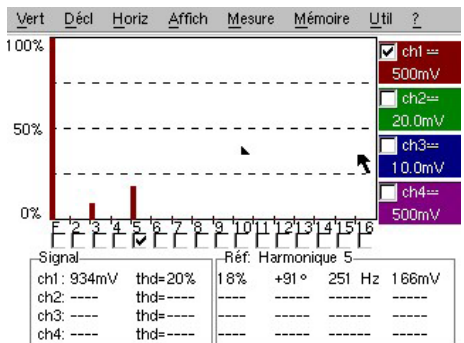 Vert Décl Horiz Affich Mesure Mémoire Util ?
100%
50%
0%
F 2 3 4 5 6 7 8 9 10 11 12 13 14 15 16
ch1
500mV
ch2
20.0mV
ch3
10.0mV
ch4
500mV
Signal
ch1: 934mV thd=20%
ch2: ---- thd=----
ch3: ---- thd=----
ch4: ---- thd=----
Réf: Harmonique 5
18% +91° 251 Hz 166mV
---- ----- ----- -----
---- ----- ----- -----
---- ----- ----- -----